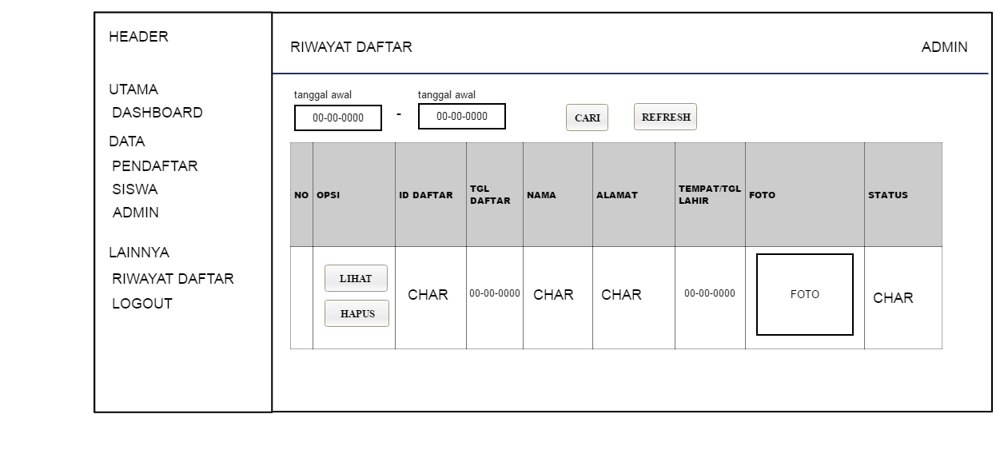 HEADER
UTAMA
DASHBOARD
DATA
PENDAFTAR
SISWA
ADMIN
LAINNYA
RIWAYAT DAFTAR
LOGOUT
RIWAYAT DAFTAR
ADMIN
tanggal awal
tanggal awal
00-00-0000
-
00-00-0000
CARI
REFRESH
NO
OPSI
ID DAFTAR
TGL
DAFTAR
NAMA
ALAMAT
TEMPAT/TGL
LAHIR
FOTO
STATUS
LIHAT
HAPUS
CHAR
00-00-0000
CHAR
CHAR
00-00-0000
FOTO
CHAR